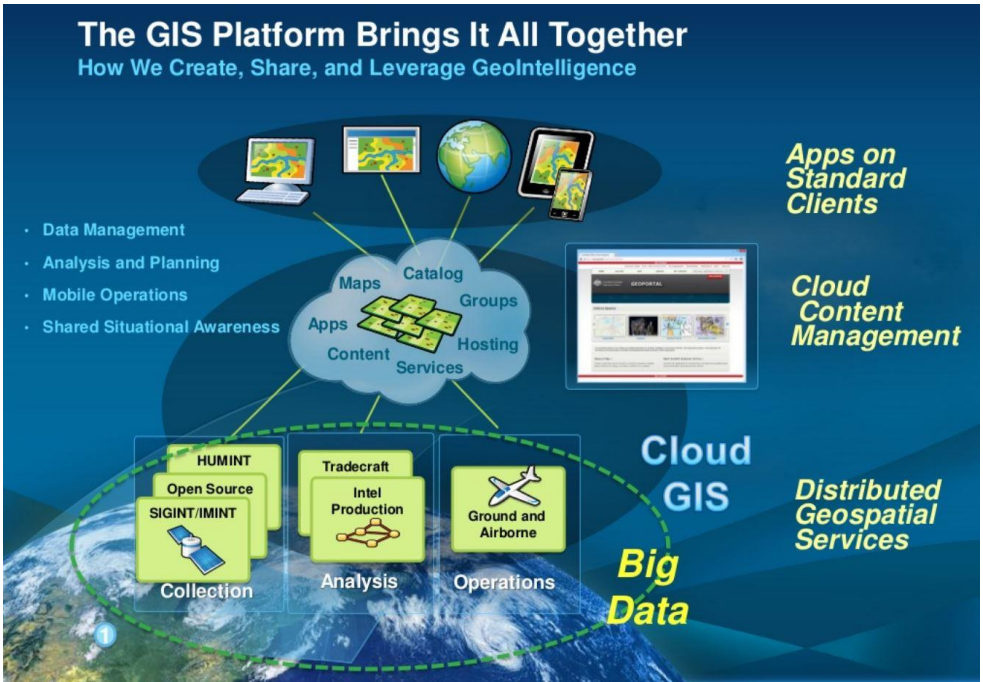 The GIS Platform Brings It All Together
How We Create, Share, and Leverage GeoIntelligence
Apps on
Standard
Clients
· Data Management
· Analysis and Planning
· Mobile Operations
· Shared Situational Awareness
Maps
Catalog
Groups
Apps
Hosting
Content
Services
GEOPORTAL
Cloud
Content
Management
HUMINT
Open Source
SIGINT/IMINT
Collection
Tradecraft
Intel
Production
Analysis
Ground and
Airborne
Operations
Cloud
GIS
Big
Data
Distributed
Geospatial
Services
1